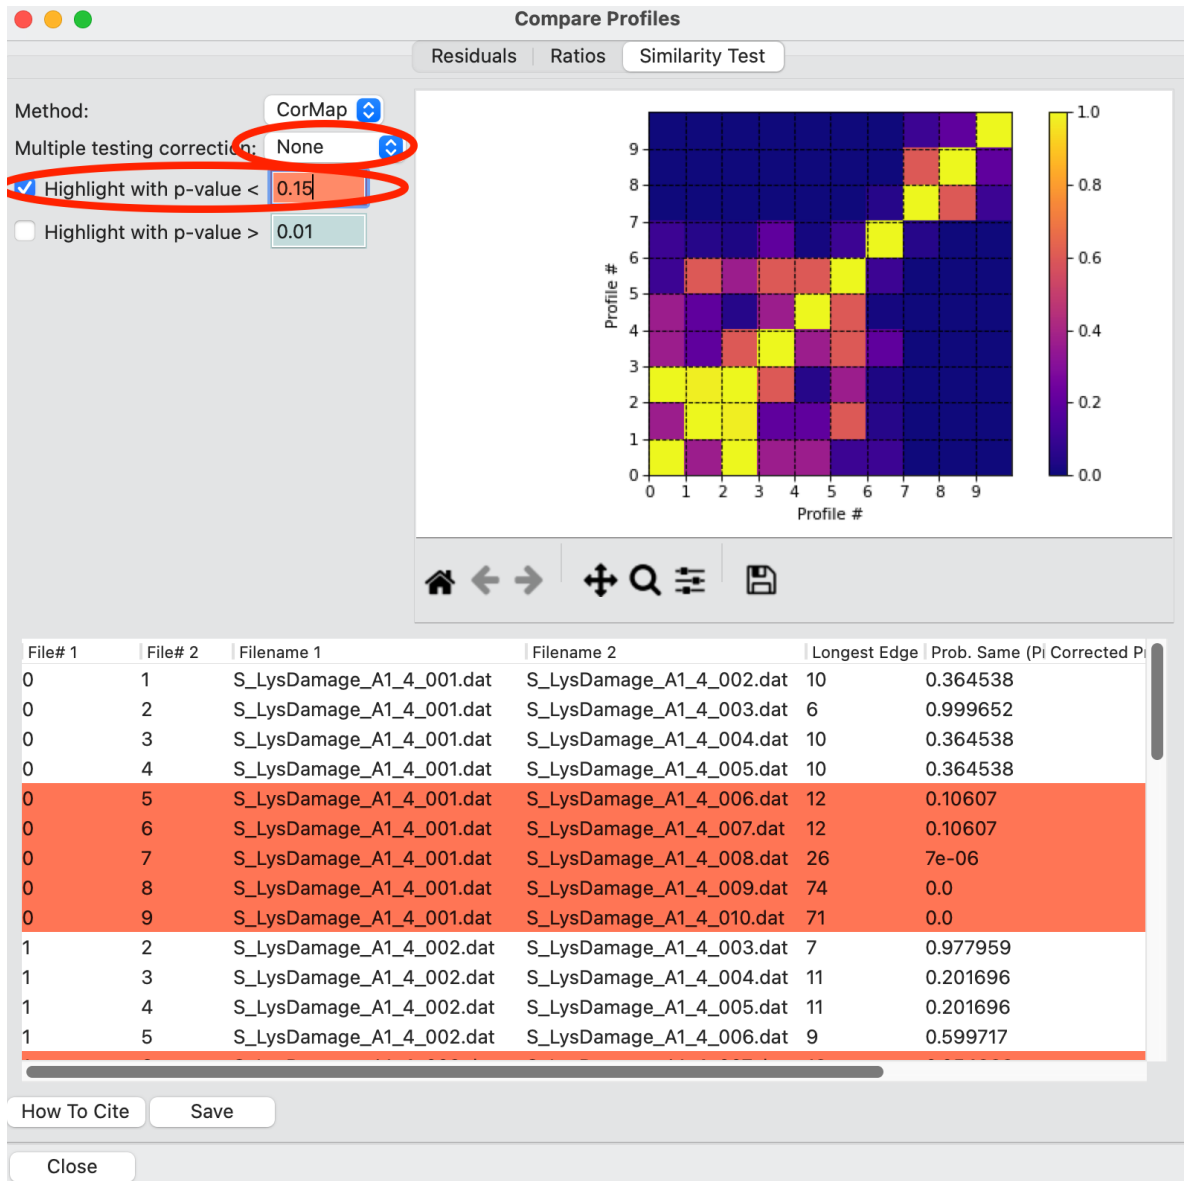 Compare Profiles
Residuals Ratios Similarity Test
Method: CorMap
Multiple testing correction: None
Highlight with p-value < 0.15
Highlight with p-value > 0.01
1.0
0.8
0.6
0.4
0.2
0.0
Profile #
9
8
7
6
5
4
3
2
1
0
0 1 2 3 4 5 6 7 8 9
Profile #
File# 1 File# 2 Filename 1 Filename 2 Longest Edge Prob. Same (P Corrected P
0 1 S_LysDamage_A1_4_001.dat S_LysDamage_A1_4_002.dat 10 0.364538
0 2 S_LysDamage_A1_4_001.dat S_LysDamage_A1_4_003.dat 6 0.999652
0 3 S_LysDamage_A1_4_001.dat S_LysDamage_A1_4_004.dat 10 0.364538
0 4 S_LysDamage_A1_4_001.dat S_LysDamage_A1_4_005.dat 10 0.364538
0 5 S_LysDamage_A1_4_001.dat S_LysDamage_A1_4_006.dat 12 0.10607
0 6 S_LysDamage_A1_4_001.dat S_LysDamage_A1_4_007.dat 12 0.10607
0 7 S_LysDamage_A1_4_001.dat S_LysDamage_A1_4_008.dat 26 7e-06
0 8 S_LysDamage_A1_4_001.dat S_LysDamage_A1_4_009.dat 74 0.0
0 9 S_LysDamage_A1_4_001.dat S_LysDamage_A1_4_010.dat 71 0.0
1 2 S_LysDamage_A1_4_002.dat S_LysDamage_A1_4_003.dat 7 0.977959
1 3 S_LysDamage_A1_4_002.dat S_LysDamage_A1_4_004.dat 11 0.201696
1 4 S_LysDamage_A1_4_002.dat S_LysDamage_A1_4_005.dat 11 0.201696
1 5 S_LysDamage_A1_4_002.dat S_LysDamage_A1_4_006.dat 9 0.599717
How To Cite Save
Close